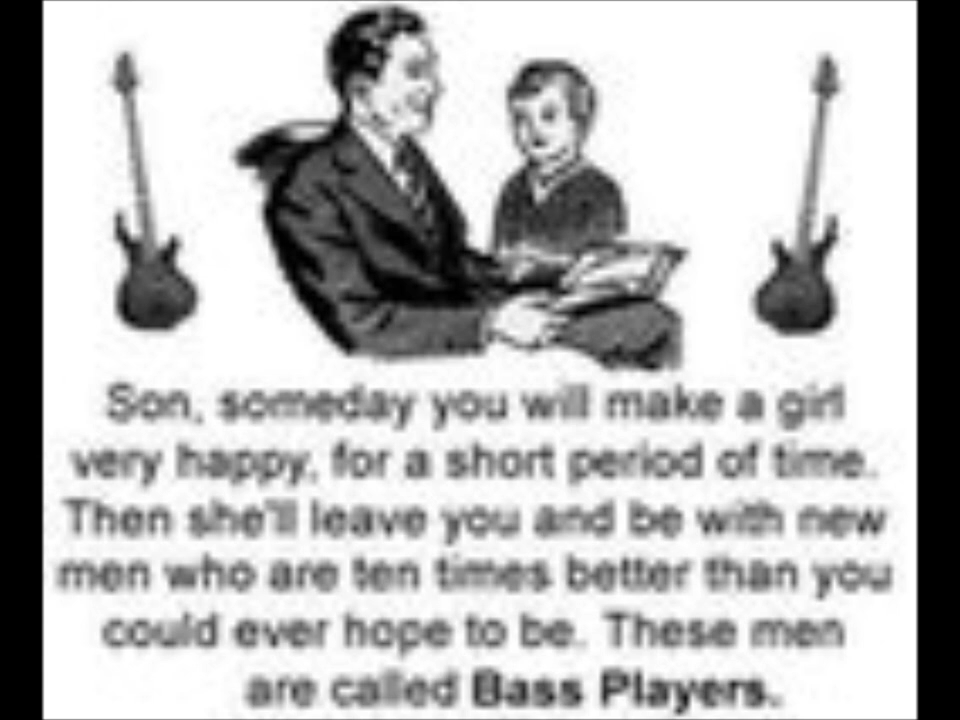 Son, someday you will make a girl
very happy, for a short period of time.
Then she'll leave you and be with new
men who are ten times better than you
could ever hope to be. These men
are called Bass Players.